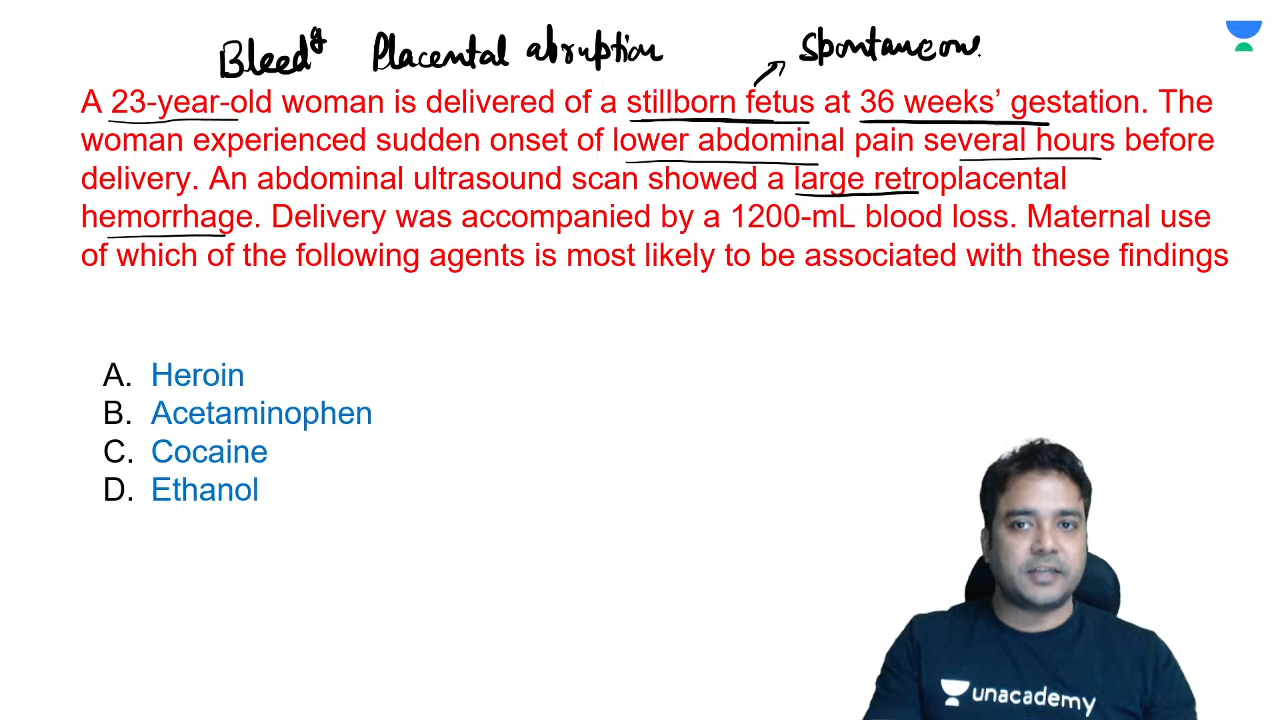 Bleedg Placental abruption Spontaneous
A 23-year-old woman is delivered of a stillborn fetus at 36 weeks’ gestation. The
woman experienced sudden onset of lower abdominal pain several hours before
delivery. An abdominal ultrasound scan showed a large retroplacental
hemorrhage. Delivery was accompanied by a 1200-mL blood loss. Maternal use
of which of the following agents is most likely to be associated with these findings
A. Heroin
B. Acetaminophen
C. Cocaine
D. Ethanol
unacademy